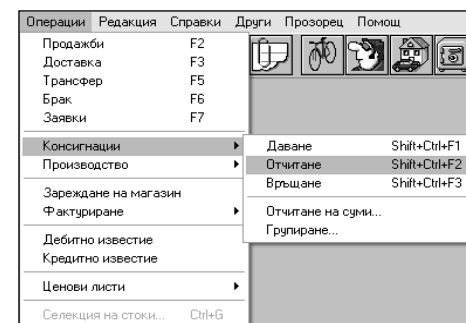 Операции Редакция Справки Други Прозорец Помощ
Продажби F2
Доставка F3
Трансфер F5
Брак F6
Заявки F7
Консигнации
Даване Shift+Ctrl+F1
Производство
Отчитане Shift+Ctrl+F2
Връщане Shift+Ctrl+F3
Зареждане на магазин
Фактуриране
Отчитане на суми...
Групиране...
Дебитно известие
Кредитно известие
Ценови листи
Селекция на стоки... Ctrl+G